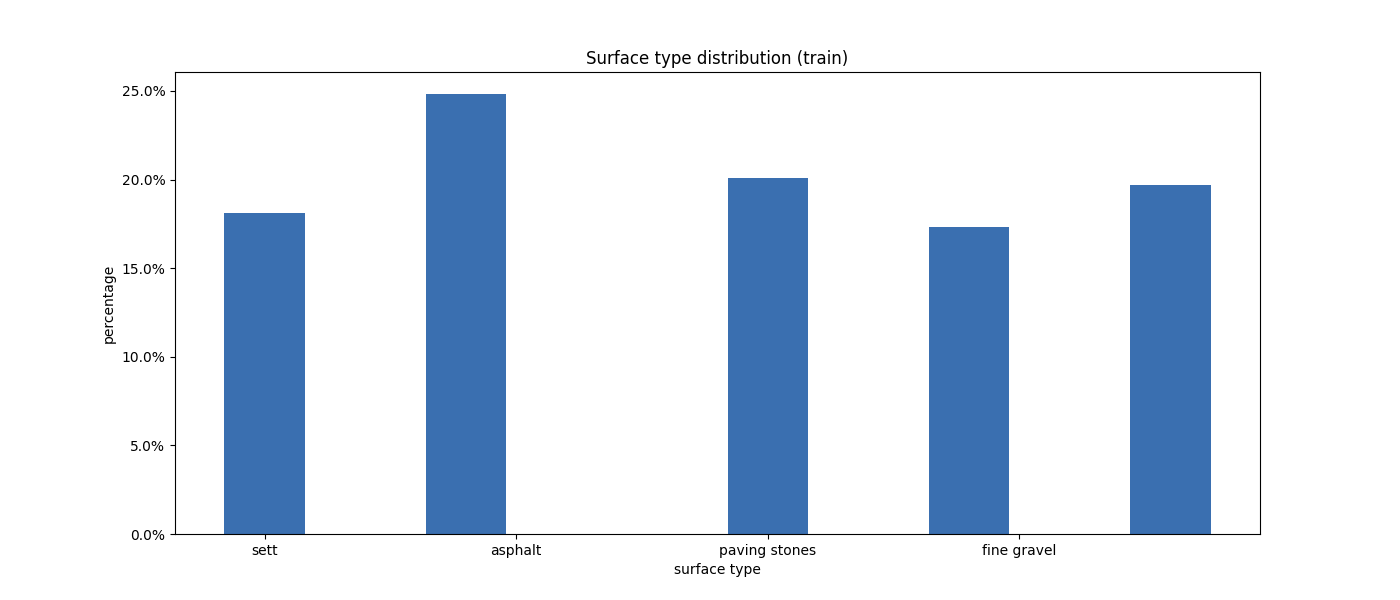 Surface type distribution (train)
25.0%
20.0%
15.0%
10.0%
5.0%
0.0%
percentage
sett asphalt paving stones fine gravel
surface type